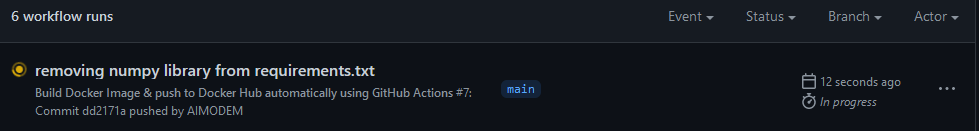 6 workflow runs
Event
Status
Branch
Actor
removing numpy library from requirements.txt
Build Docker Image & push to Docker Hub automatically using GitHub Actions #7:
Commit dd2171a pushed by AIMODEM
main
12 seconds ago
In progress